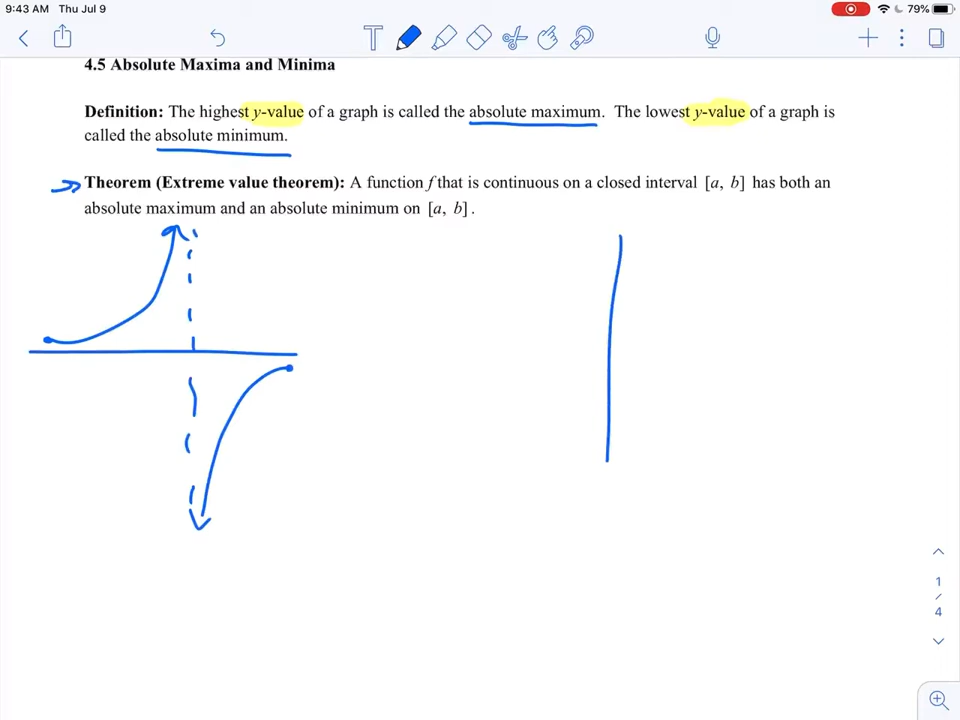 9:43 AM Thu Jul 9 79%
T
4.5 Absolute Maxima and Minima
Definition: The highest y-value of a graph is called the absolute maximum. The lowest y-value of a graph is
called the absolute minimum.
Theorem (Extreme value theorem): A function f that is continuous on a closed interval [a, b] has both an
absolute maximum and an absolute minimum on [a, b].
1
/
4